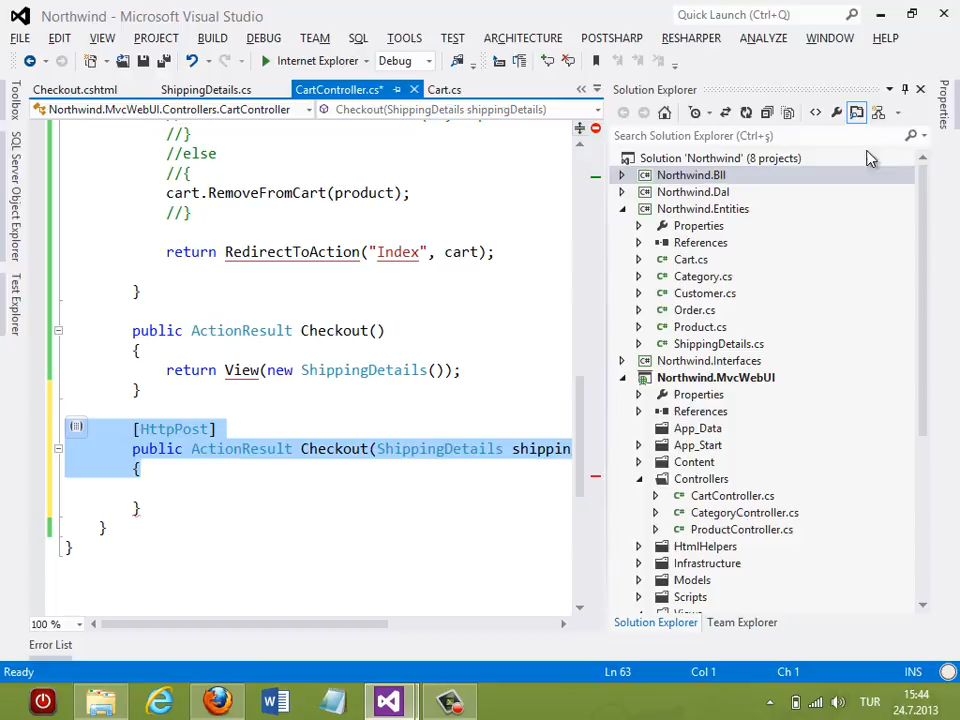 Northwind - Microsoft Visual Studio
Quick Launch (Ctrl+Q)
FILE EDIT VIEW PROJECT BUILD DEBUG TEAM SQL TOOLS TEST ARCHITECTURE POSTSHARP RESHARPER ANALYZE WINDOW HELP
Internet Explorer Debug
Checkout.cshtml ShippingDetails.cs CartController.cs* Cart.cs
Northwind.MvcWebUI.Controllers.CartController Checkout(ShippingDetails shippingDetails)
Toolbox
SQL Server Object Explorer
Test Explorer
//}
//else
//{
cart.RemoveFromCart(product);
//}
return RedirectToAction("Index", cart);
}
public ActionResult Checkout()
{
return View(new ShippingDetails());
}
[HttpPost]
public ActionResult Checkout(ShippingDetails shippin
{
}
}
}
100 %
Error List
Solution Explorer
Search Solution Explorer (Ctrl+ş)
Solution 'Northwind' (8 projects)
Northwind.Bll
Northwind.Dal
Northwind.Entities
Properties
References
Cart.cs
Category.cs
Customer.cs
Order.cs
Product.cs
ShippingDetails.cs
Northwind.Interfaces
Northwind.MvcWebUI
Properties
References
App_Data
App_Start
Content
Controllers
CartController.cs
CategoryController.cs
ProductController.cs
HtmlHelpers
Infrastructure
Models
Scripts
Views
Solution Explorer Team Explorer
Properties
Ready Ln 63 Col 1 Ch 1 INS
TUR
15:44
24.7.2013